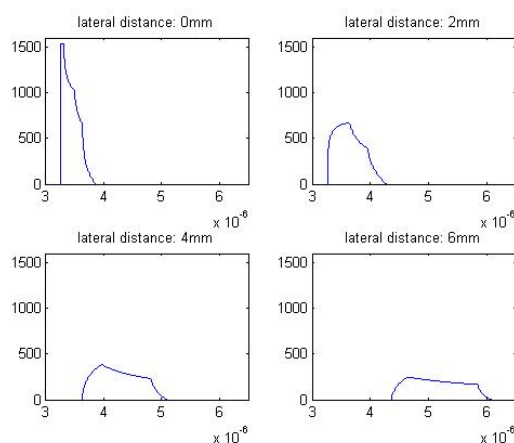 lateral distance: 0mm
1500
1000
500
0
3 4 5 6
x 10^-6
lateral distance: 2mm
1500
1000
500
0
3 4 5 6
x 10^-6
lateral distance: 4mm
1500
1000
500
0
3 4 5 6
x 10^-6
lateral distance: 6mm
1500
1000
500
0
3 4 5 6
x 10^-6